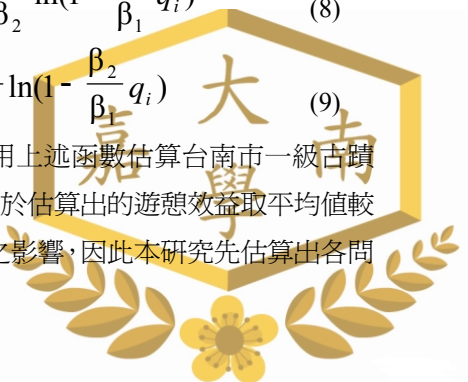 β₂ ln(1 - β₁ qᵢ) (8)
ln(1 - β₂/β₁ qᵢ) (9)
用上述函數估算台南市一級古蹟
於估算出的遊憩效益取平均值較
之影響，因此本研究先估算出各問
嘉南大學